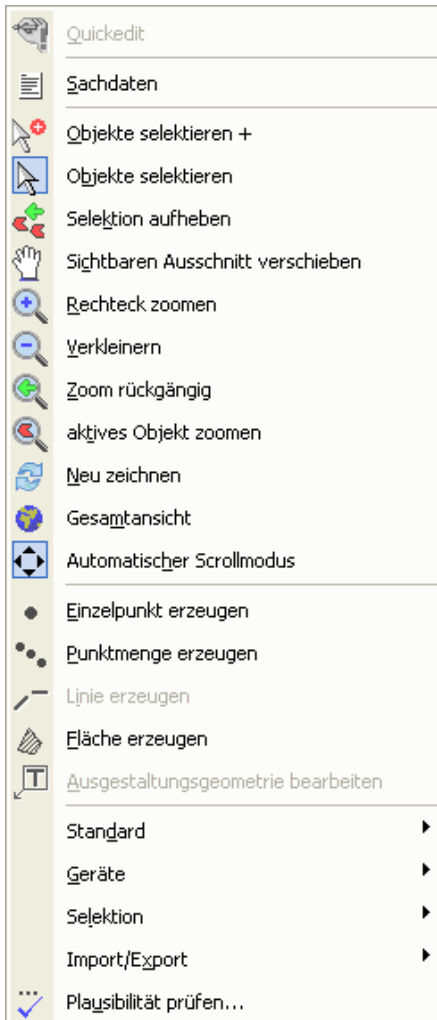 Quickedit
Sachdaten
Objekte selektieren +
Objekte selektieren
Selektion aufheben
Sichtbaren Ausschnitt verschieben
Rechteck zoomen
Verkleinern
Zoom rückgängig
aktives Objekt zoomen
Neu zeichnen
Gesamtansicht
Automatischer Scrollmodus
Einzelpunkt erzeugen
Punktmenge erzeugen
Linie erzeugen
Fläche erzeugen
T
Ausgestaltungsgeometrie bearbeiten
Standard
Geräte
Selektion
Import/Export
Plausibilität prüfen...